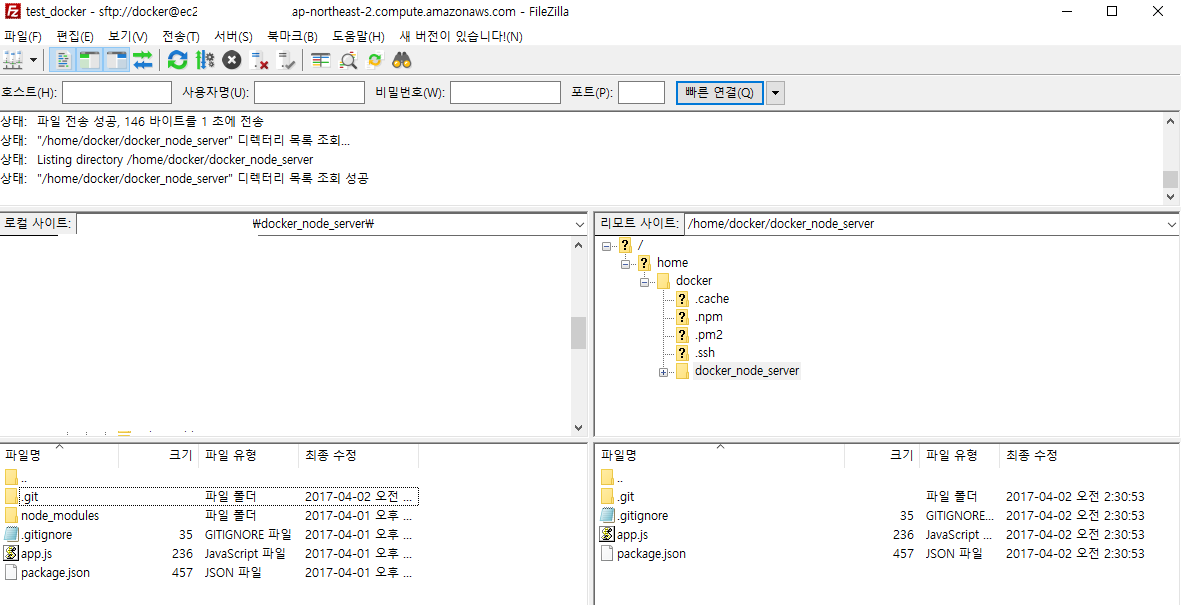 test_docker - sftp://docker@ec2 ap-northeast-2.compute.amazonaws.com - FileZilla
파일(F) 편집(E) 보기(V) 전송(T) 서버(S) 북마크(B) 도움말(H) 새 버전이 있습니다!(N)
호스트(H): 사용자명(U): 비밀번호(W): 포트(P): 빠른 연결(Q)
상태: 파일 전송 성공, 146 바이트를 1 초에 전송
상태: "/home/docker/docker_node_server" 디렉터리 목록 조회...
상태: Listing directory /home/docker/docker_node_server
상태: "/home/docker/docker_node_server" 디렉터리 목록 조회 성공
로컬 사이트: ₩docker_node_server₩
리모트 사이트: /home/docker/docker_node_server
/
home
docker
.cache
.npm
.pm2
.ssh
docker_node_server
파일명 크기 파일 유형 최종 수정
..
.git 파일 폴더 2017-04-02 오전 ...
node_modules 파일 폴더 2017-04-01 오후 ...
.gitignore 35 GITIGNORE 파일 2017-04-01 오후 ...
app.js 236 JavaScript 파일 2017-04-01 오후 ...
package.json 457 JSON 파일 2017-04-01 오후 ...
파일명 크기 파일 유형 최종 수정
..
.git 파일 폴더 2017-04-02 오전 2:30:53
.gitignore 35 GITIGNORE... 2017-04-02 오전 2:30:53
app.js 236 JavaScript ... 2017-04-02 오전 2:30:53
package.json 457 JSON 파일 2017-04-02 오전 2:30:53